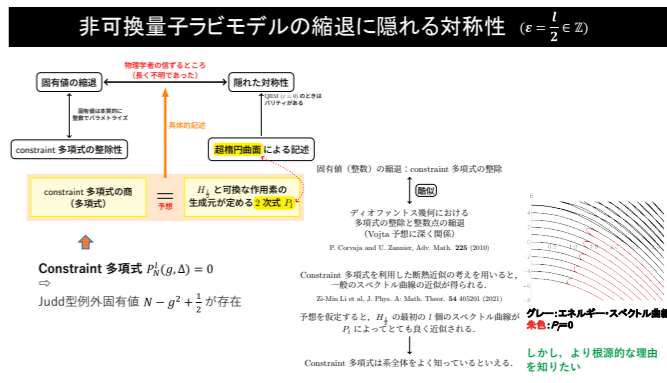 非可換量子ラビモデルの縮退に隠れる対称性 (ε = l/2 ∈ ℤ)
物理学者の信ずるところ
(長く不明であった)
固有値の縮退
隠れた対称性
QRM (ε = 0) のときは
パリティがある
固有値は本質的に
整数でパラメトライズ
具体的記述
constraint 多項式の整除性
超楕円曲面 による記述
constraint 多項式の商
(多項式)
=
予想
H_{l/2} と可換な作用素の
生成元が定める 2 次式 P_l
Constraint 多項式 P_N^l(g, Δ) = 0
⇨
Judd型例外固有値 N − g² + 1/2 が存在
固有値（整数）の縮退：constraint 多項式の整除
酷似
ディオファントス幾何における
多項式の整除と整数点の縮退
(Vojta 予想に深く関係)
P. Corvaja and U. Zannier, Adv. Math. 225 (2010)
Constraint 多項式を利用した断熱近似の考えを用いると,
一般のスペクトル曲線の近似が得られる.
Zi-Min Li et al, J. Phys. A: Math. Theor. 54 405201 (2021)
予想を仮定すると, H_{l/2} の最初の l 個のスペクトル曲線が
P_l によってとても良く近似される.
Constraint 多項式は系全体をよく知っているといえる.
E
グレー：エネルギー・スペクトル曲線
朱色：P_l=0
しかし、より根源的な理由
を知りたい